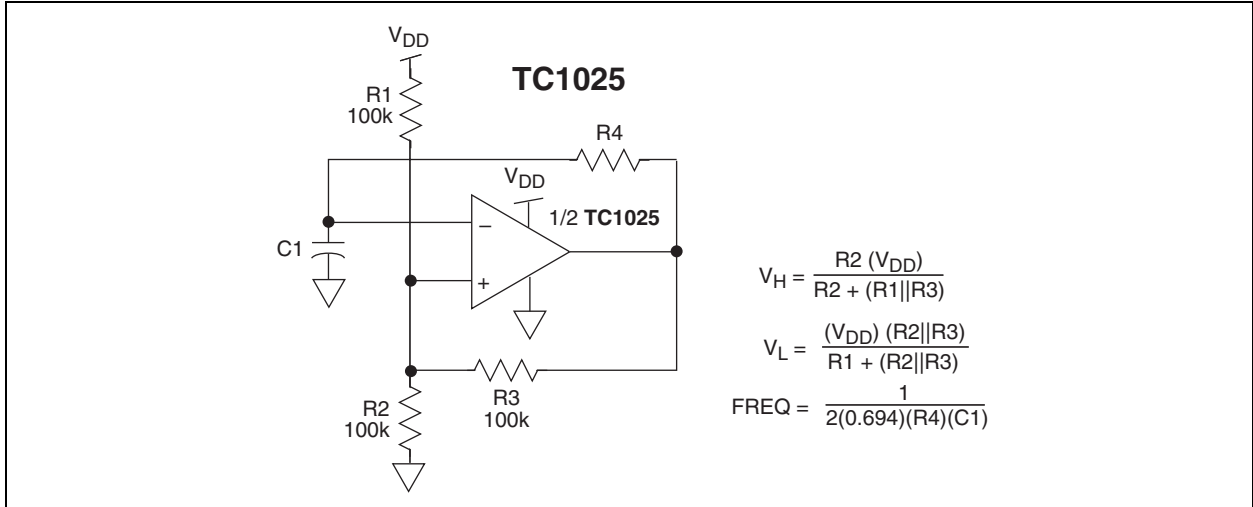 VDD
TC1025
R1
100k
R4
VDD
1/2 TC1025
−
C1
+
R3
100k
R2
100k
VH = R2 (VDD) / R2 + (R1||R3)
VL = (VDD) (R2||R3) / R1 + (R2||R3)
FREQ = 1 / 2(0.694)(R4)(C1)